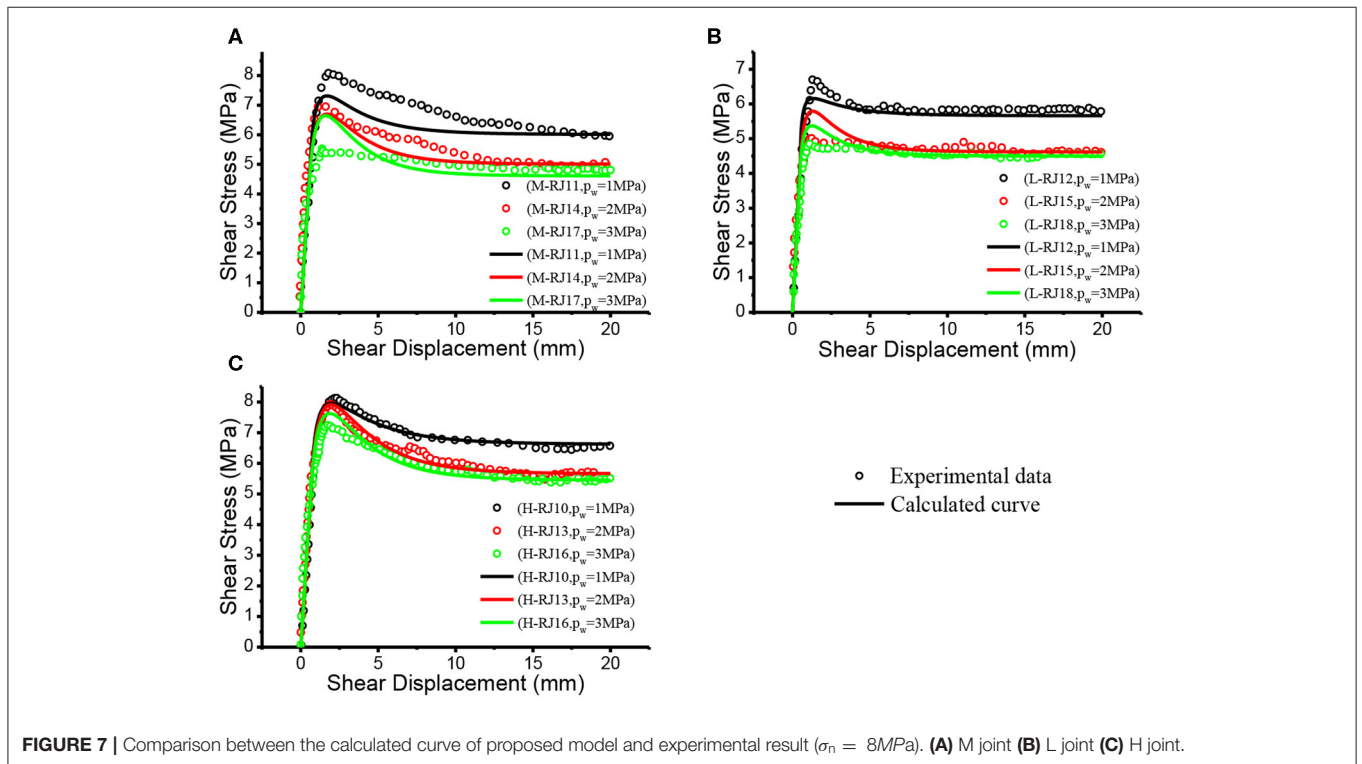 A
Shear Stress (MPa)
8
7
6
5
4
3
2
1
0
(M-RJ11,pw=1MPa)
(M-RJ14,pw=2MPa)
(M-RJ17,pw=3MPa)
(M-RJ11,pw=1MPa)
(M-RJ14,pw=2MPa)
(M-RJ17,pw=3MPa)
0 5 10 15 20
Shear Displacement (mm)
B
Shear Stress (MPa)
7
6
5
4
3
2
1
0
(L-RJ12,pw=1MPa)
(L-RJ15,pw=2MPa)
(L-RJ18,pw=3MPa)
(L-RJ12,pw=1MPa)
(L-RJ15,pw=2MPa)
(L-RJ18,pw=3MPa)
0 5 10 15 20
Shear Displacement (mm)
C
Shear Stress (MPa)
8
7
6
5
4
3
2
1
0
(H-RJ10,pw=1MPa)
(H-RJ13,pw=2MPa)
(H-RJ16,pw=3MPa)
(H-RJ10,pw=1MPa)
(H-RJ13,pw=2MPa)
(H-RJ16,pw=3MPa)
0 5 10 15 20
Shear Displacement (mm)
Experimental data
Calculated curve
FIGURE 7 | Comparison between the calculated curve of proposed model and experimental result (σn = 8MPa). (A) M joint (B) L joint (C) H joint.